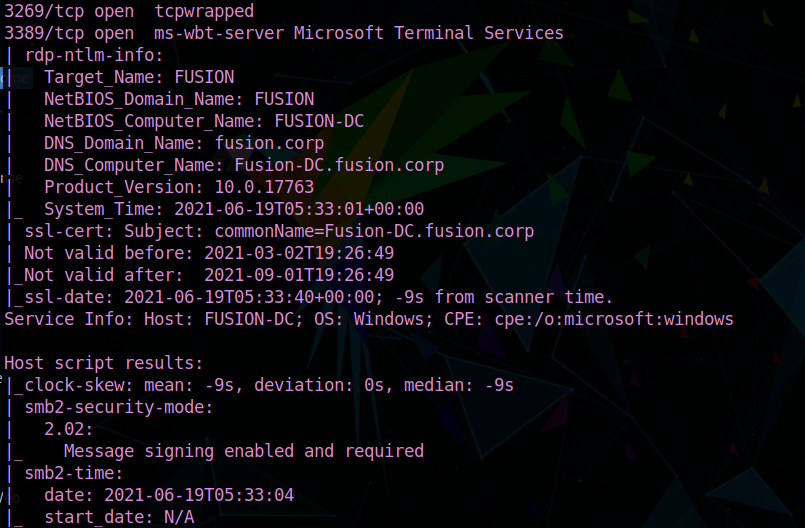 3269/tcp open  tcpwrapped
3389/tcp open  ms-wbt-server Microsoft Terminal Services
| rdp-ntlm-info:
|   Target_Name: FUSION
|   NetBIOS_Domain_Name: FUSION
|   NetBIOS_Computer_Name: FUSION-DC
|   DNS_Domain_Name: fusion.corp
|   DNS_Computer_Name: Fusion-DC.fusion.corp
|   Product_Version: 10.0.17763
|_  System_Time: 2021-06-19T05:33:01+00:00
| ssl-cert: Subject: commonName=Fusion-DC.fusion.corp
| Not valid before: 2021-03-02T19:26:49
|_Not valid after:  2021-09-01T19:26:49
|_ssl-date: 2021-06-19T05:33:40+00:00; -9s from scanner time.
Service Info: Host: FUSION-DC; OS: Windows; CPE: cpe:/o:microsoft:windows

Host script results:
|_clock-skew: mean: -9s, deviation: 0s, median: -9s
| smb2-security-mode:
|   2.02:
|_    Message signing enabled and required
| smb2-time:
|   date: 2021-06-19T05:33:04
|_  start_date: N/A